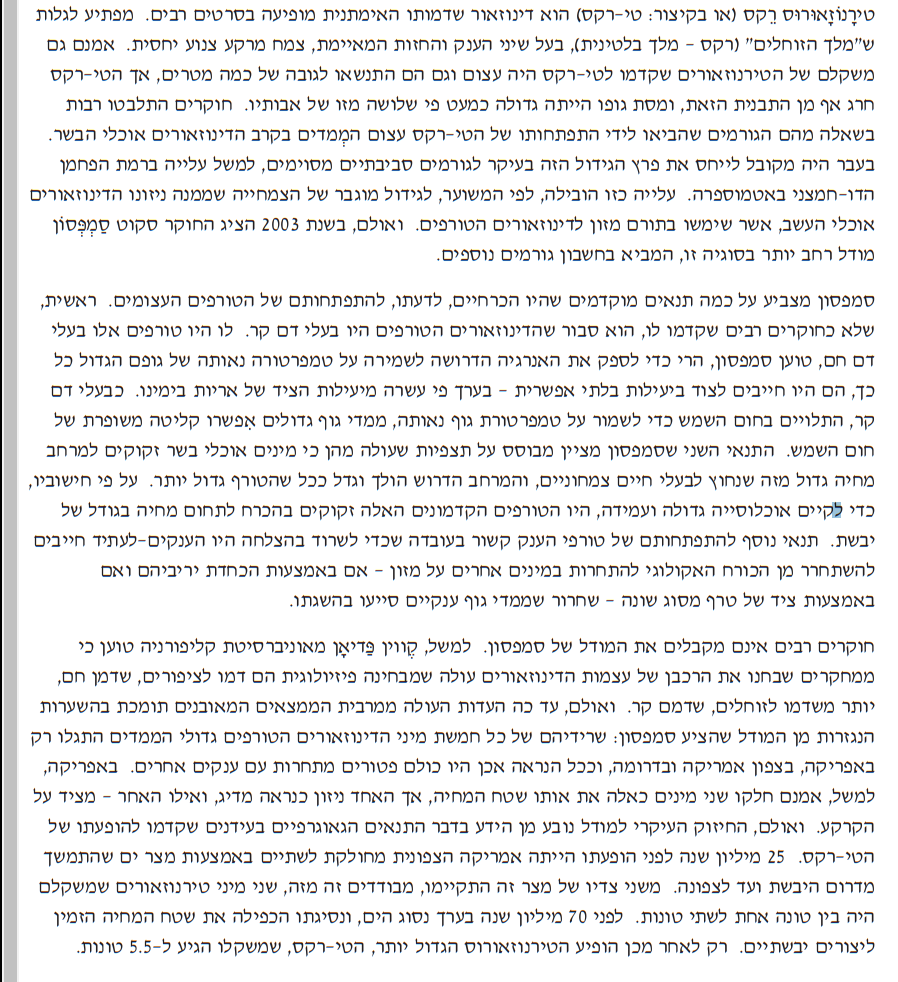 טִירָנוֹזָאוּרוּס רֶקס (או בקיצור: טי-רקס) הוא דינוזאור שדמותו האימתנית מופיעה בסרטים רבים. מפתיע לגלות
ש"מלך הזוחלים" (רקס - מלך בלטינית), בעל שיני הענק והחזות המאיימת, צמח מרקע צנוע יחסית. אמנם גם
משקלם של הטירנוזאורים שקדמו לטי-רקס היה עצום וגם הם התנשאו לגובה של כמה מטרים, אך הטי-רקס
חרג אף מן התבנית הזאת, ומסת גופו הייתה גדולה כמעט פי שלושה מזו של אבותיו. חוקרים התלבטו רבות
בשאלה מהם הגורמים שהביאו לידי התפתחותו של הטי-רקס עצום המְמדים בקרב הדינוזאורים אוכלי הבשר.
בעבר היה מקובל לייחס את פרץ הגידול הזה בעיקר לגורמים סביבתיים מסוימים, למשל עלייה ברמת הפחמן
הדו-חמצני באטמוספרה. עלייה כזו הובילה, לפי המשוער, לגידול מוגבר של הצמחייה שממנה ניזונו הדינוזאורים
אוכלי העשב, אשר שימשו בתורם מזון לדינוזאורים הטורפים. ואולם, בשנת 2003 הציג החוקר סקוט סַמְפְּסוֹן
מודל רחב יותר בסוגיה זו, המביא בחשבון גורמים נוספים.
סמפסון מצביע על כמה תנאים מוקדמים שהיו הכרחיים, לדעתו, להתפתחותם של הטורפים העצומים. ראשית,
שלא כחוקרים רבים שקדמו לו, הוא סבור שהדינוזאורים הטורפים היו בעלי דם קר. לו היו טורפים אלו בעלי
דם חם, טוען סמפסון, הרי כדי לספק את האנרגיה הדרושה לשמירה על טמפרטורה נאותה של גופם הגדול כל
כך, הם היו חייבים לצוד ביעילות בלתי אפשרית - בערך פי עשרה מיעילות הציד של אריות בימינו. כבעלי דם
קר, התלויים בחום השמש כדי לשמור על טמפרטורת גוף נאותה, ממדי גוף גדולים אִפשרו קליטה משופרת של
חום השמש. התנאי השני שסמפסון מציין מבוסס על תצפיות שעולה מהן כי מינים אוכלי בשר זקוקים למרחב
מחיה גדול מזה שנחוץ לבעלי חיים צמחוניים, והמרחב הדרוש הולך וגדל ככל שהטורף גדול יותר. על פי חישוביו,
כדי לקיים אוכלוסייה גדולה ועמידה, היו הטורפים הקדמונים האלה זקוקים בהכרח לתחום מחיה בגודל של
יבשת. תנאי נוסף להתפתחותם של טורפי הענק קשור בעובדה שכדי לשרוד בהצלחה היו הענקים-לעתיד חייבים
להשתחרר מן הכורח האקולוגי להתחרות במינים אחרים על מזון - אם באמצעות הכחדת יריביהם ואם
באמצעות ציד של טרף מסוג שונה - שחרור שממדי גוף ענקיים סייעו בהשגתו.
חוקרים רבים אינם מקבלים את המודל של סמפסון. למשל, קֶווין פַּדיאָן מאוניברסיטת קליפורניה טוען כי
ממחקרים שבחנו את הרכבן של עצמות הדינוזאורים עולה שמבחינה פיזיולוגית הם דמו לציפורים, שדמן חם,
יותר משדמו לזוחלים, שדמם קר. ואולם, עד כה העדות העולה ממרבית הממצאים המאובנים תומכת בהשערות
הנגזרות מן המודל שהציע סמפסון: שרידיהם של כל חמשת מיני הדינוזאורים הטורפים גדולי הממדים התגלו רק
באפריקה, בצפון אמריקה ובדרומה, וככל הנראה אכן היו כולם פטורים מתחרות עם ענקים אחרים. באפריקה,
למשל, אמנם חלקו שני מינים כאלה את אותו שטח המחיה, אך האחד ניזון כנראה מדיג, ואילו האחר - מציד על
הקרקע. ואולם, החיזוק העיקרי למודל נובע מן הידע בדבר התנאים הגאוגרפיים בעידנים שקדמו להופעתו של
הטי-רקס. 25 מיליון שנה לפני הופעתו הייתה אמריקה הצפונית מחולקת לשתיים באמצעות מצר ים שהתמשך
מדרום היבשת ועד לצפונה. משני צדיו של מצר זה התקיימו, מבודדים זה מזה, שני מיני טירנוזאורים שמשקלם
היה בין טונה אחת לשתי טונות. לפני 70 מיליון שנה בערך נסוג הים, ונסיגתו הכפילה את שטח המחיה הזמין
ליצורים יבשתיים. רק לאחר מכן הופיע הטירנוזאורוס הגדול יותר, הטי-רקס, שמשקלו הגיע ל-5.5 טונות.